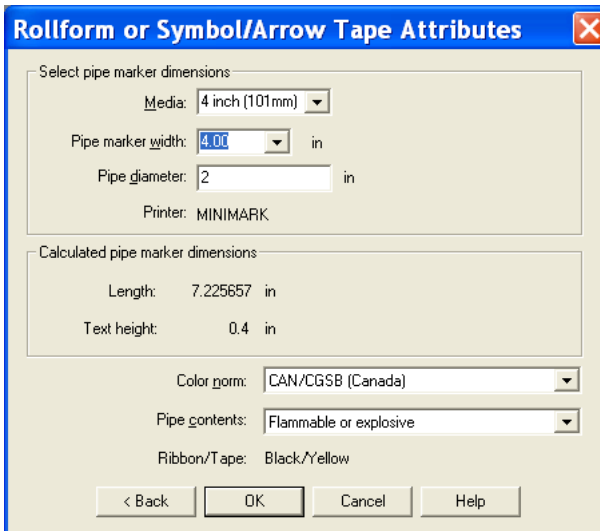 Rollform or Symbol/Arrow Tape Attributes
Select pipe marker dimensions
Media: 4 inch (101mm)
Pipe marker width: 4.00 in
Pipe diameter: 2 in
Printer: MINIMARK
Calculated pipe marker dimensions
Length: 7.225657 in
Text height: 0.4 in
Color norm: CAN/CGSB (Canada)
Pipe contents: Flammable or explosive
Ribbon/Tape: Black/Yellow
< Back OK Cancel Help